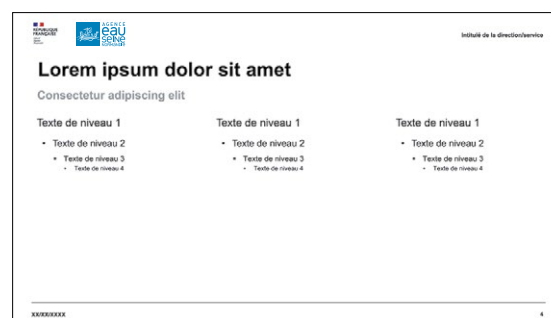 RÉPUBLIQUE
FRANÇAISE
AGENCE
eau
SEINE
NORMANDIE
Intitulé de la direction/service
Lorem ipsum dolor sit amet
Consectetur adipiscing elit
Texte de niveau 1
Texte de niveau 1
Texte de niveau 1
• Texte de niveau 2
• Texte de niveau 2
• Texte de niveau 2
• Texte de niveau 3
• Texte de niveau 3
• Texte de niveau 3
• Texte de niveau 4
• Texte de niveau 4
• Texte de niveau 4
XX/XX/XXXX
4